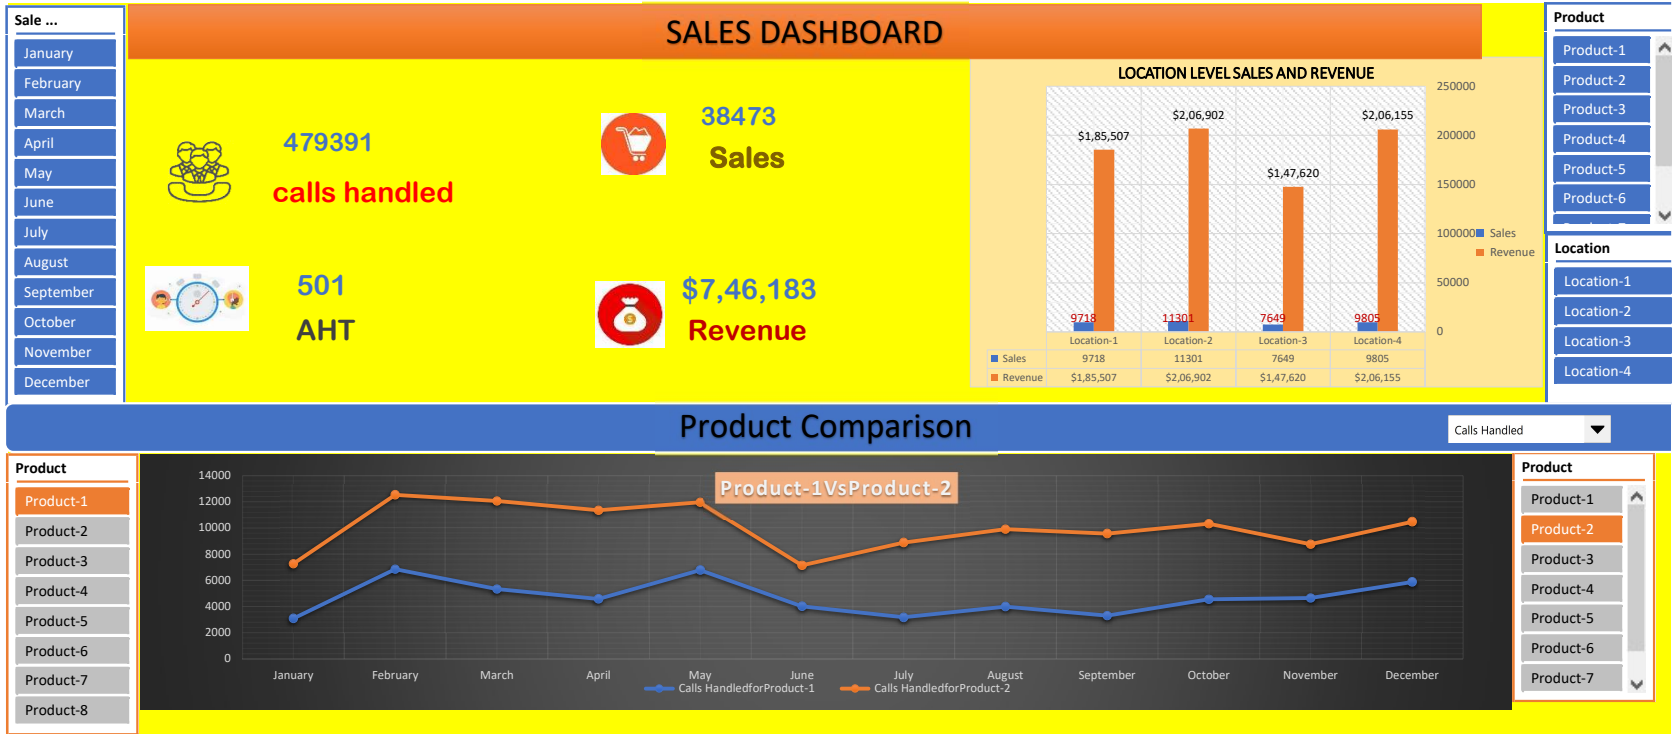 Sale ...
January
February
March
April
May
June
July
August
September
October
November
December
SALES DASHBOARD
479391
calls handled
38473
Sales
501
AHT
$7,46,183
Revenue
LOCATION LEVEL SALES AND REVENUE
250000
200000
150000
100000
50000
0
$1,85,507
$2,06,902
$1,47,620
$2,06,155
9718
11301
7649
9805
Location-1 Location-2 Location-3 Location-4
Sales 9718 11301 7649 9805
Revenue $1,85,507 $2,06,902 $1,47,620 $2,06,155
Sales
Revenue
Product
Product-1
Product-2
Product-3
Product-4
Product-5
Product-6
Location
Location-1
Location-2
Location-3
Location-4
Product Comparison
Calls Handled
Product
Product-1
Product-2
Product-3
Product-4
Product-5
Product-6
Product-7
Product-8
Product-1VsProduct-2
14000
12000
10000
8000
6000
4000
2000
0
January February March April May June July August September October November December
Calls HandledforProduct-1 Calls HandledforProduct-2
Product
Product-1
Product-2
Product-3
Product-4
Product-5
Product-6
Product-7